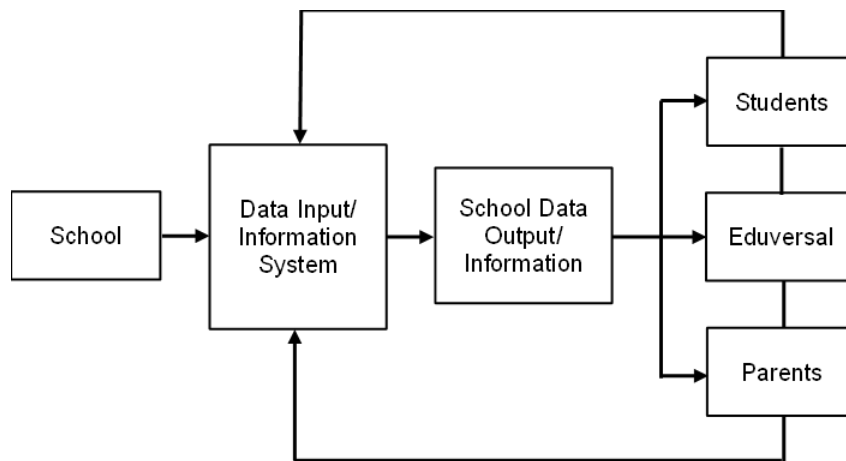 School
Data Input/
Information
System
School Data
Output/
Information
Students
Eduversal
Parents